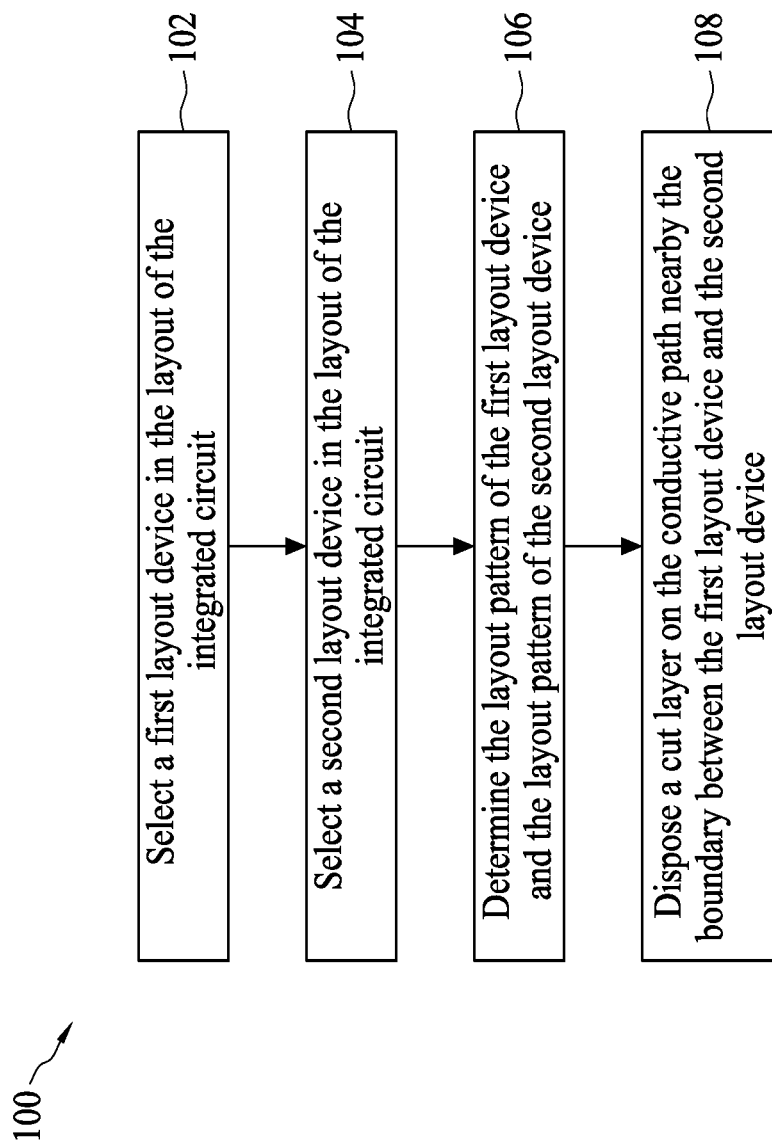 100
Select a first layout device in the layout of the
integrated circuit
102
Select a second layout device in the layout of the
integrated circuit
104
Determine the layout pattern of the first layout device
and the layout pattern of the second layout device
106
Dispose a cut layer on the conductive path nearby the
boundary between the first layout device and the second
layout device
108